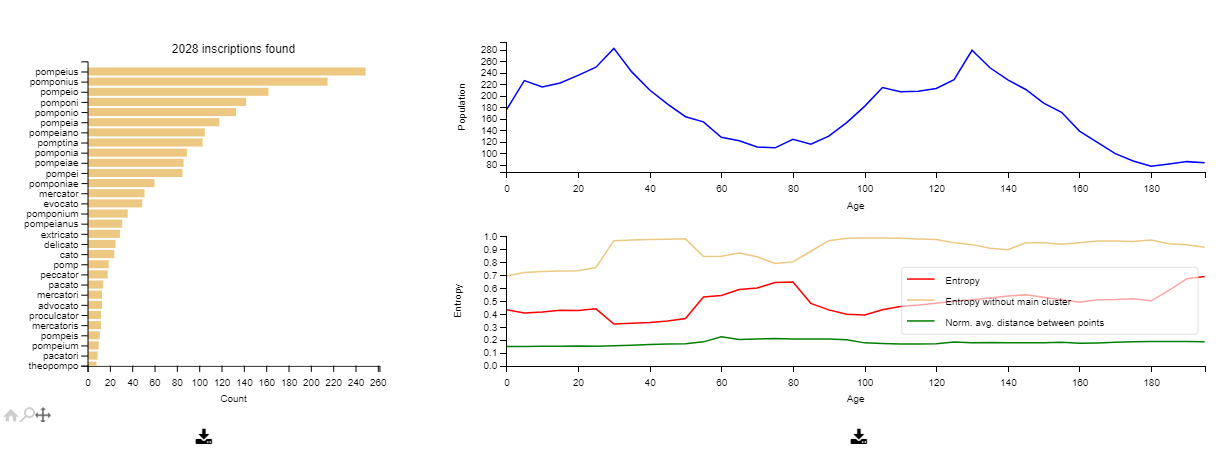 2028 inscriptions found
pompeius
pomponius
pompeio
pomponi
pomponio
pompeia
pompeiano
pomptina
pomponia
pompeiae
pompei
pomponiae
mercator
evocato
pomponium
pompeianus
extricato
delicato
cato
pomp
peccator
pacato
mercatori
advocato
proculcator
mercatoris
pompeis
pompeium
pacatori
theopompo
0 20 40 60 80 100 120 140 160 180 200 220 240 260
Count
Population
280
260
240
220
200
180
160
140
120
100
80
0 20 40 60 80 100 120 140 160 180
Age
Entropy
1.0
0.9
0.8
0.7
0.6
0.5
0.4
0.3
0.2
0.1
0.0
Entropy
Entropy without main cluster
Norm. avg. distance between points
0 20 40 60 80 100 120 140 160 180
Age